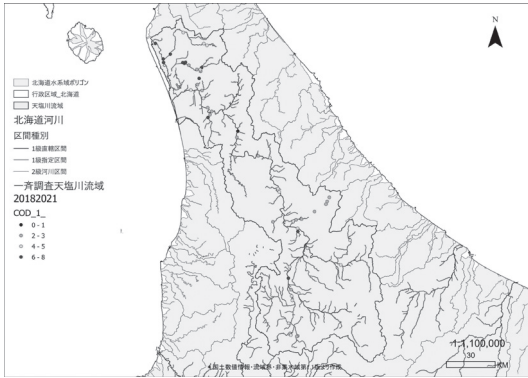 N
北海道水系域ポリゴン
行政区域_北海道
天塩川流域
北海道河川
区間種別
1級直轄区間
1級指定区間
2級河川区間
一斉調査天塩川流域
20182021
COD_1_
0 - 1
2 - 3
4 - 5
6 - 8
1:1,100,000
30
KM